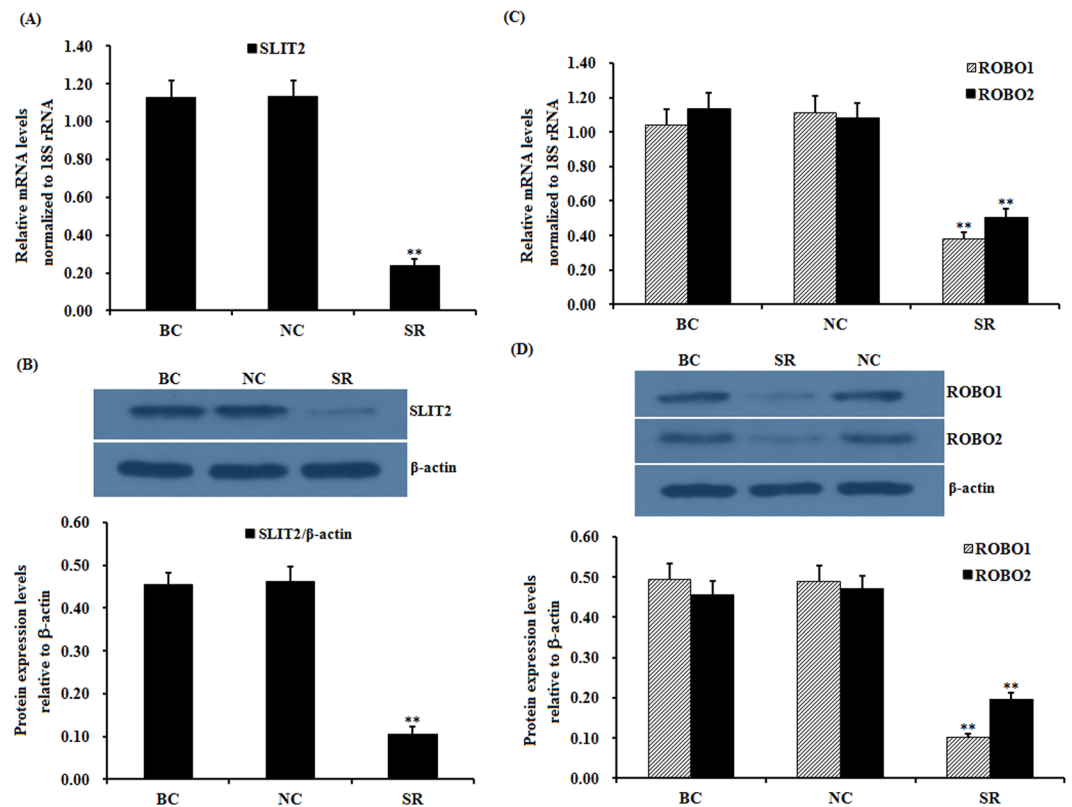 (A)
SLIT2
Relative mRNA levels
normalized to 18S rRNA
1.40
1.20
1.00
0.80
0.60
0.40
0.20
0.00
**
BC NC SR
(B)
BC NC SR
SLIT2
β-actin
SLIT2/β-actin
Protein expression levels
relative to β-actin
0.60
0.50
0.40
0.30
0.20
0.10
0.00
**
BC NC SR
(C)
ROBO1
ROBO2
Relative mRNA levels
normalized to 18S rRNA
1.40
1.20
1.00
0.80
0.60
0.40
0.20
0.00
** **
BC NC SR
(D)
BC SR NC
ROBO1
ROBO2
β-actin
ROBO1
ROBO2
Protein expression levels
relative to β-actin
0.60
0.50
0.40
0.30
0.20
0.10
0.00
** **
BC NC SR